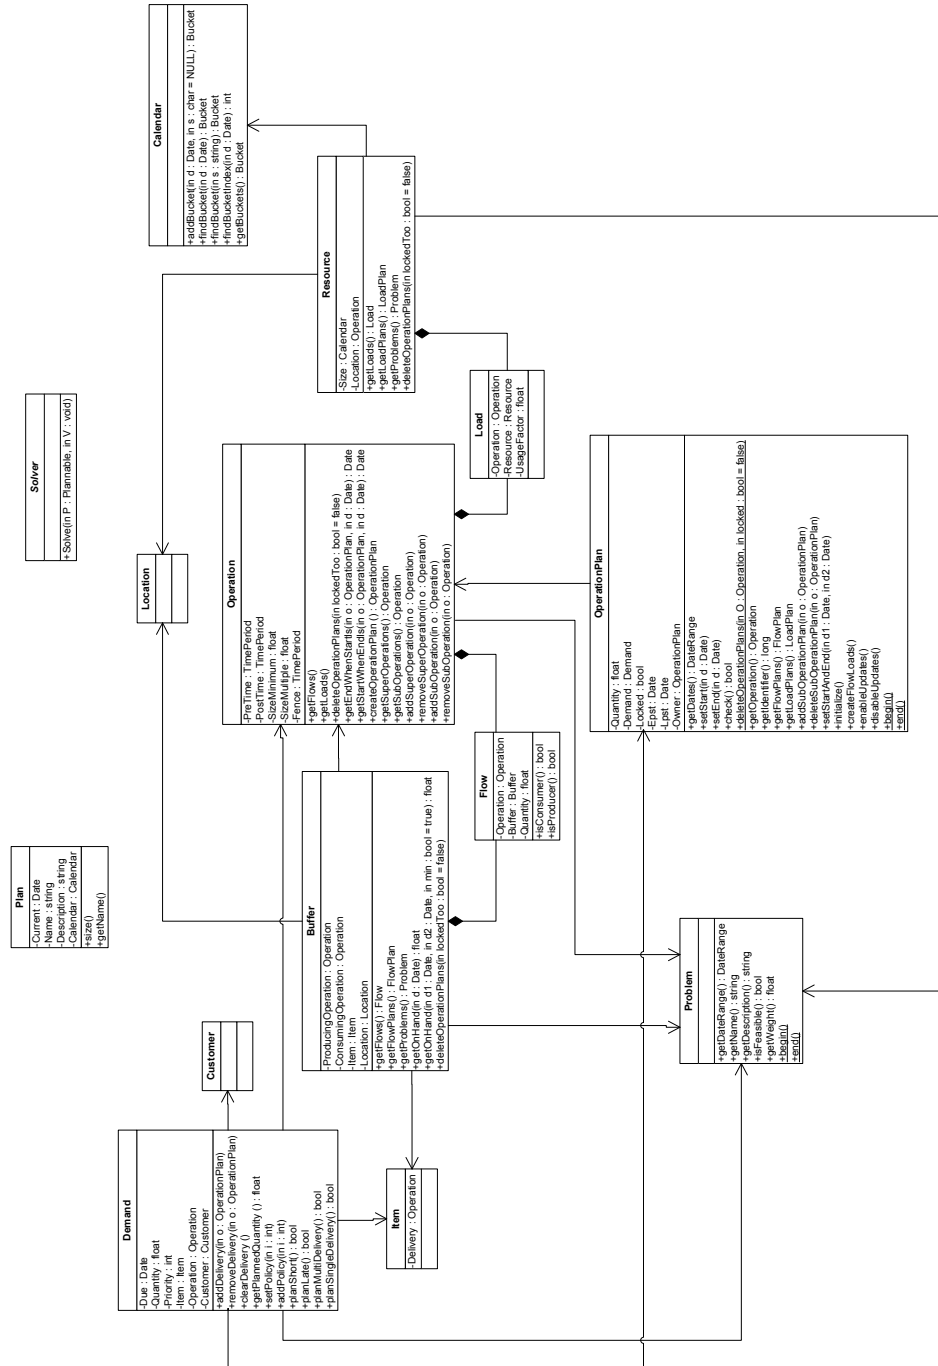 Plan
-Current : Date
-Name : string
-Description : string
-Calendar : Calendar
+size()
+getName()
Solver
+Solve(in P : Plannable, in V : void)
Calendar
+addBucket(in d : Date, in s : char = NULL) : Bucket
+findBucket(in d : Date) : Bucket
+findBucket(in s : string) : Bucket
+findBucketIndex(in d : Date) : int
+getBuckets() : Bucket
Customer
Location
Demand
-Due : Date
-Quantity : float
-Priority : int
-Item : Item
-Operation : Operation
-Customer : Customer
+addDelivery(in o : OperationPlan)
+removeDelivery(in o : OperationPlan)
+clearDelivery ()
+getPlannedQuantity () : float
+setPolicy(in i : int)
+addPolicy(in i : int)
+planShort() : bool
+planLate() : bool
+planMultiDelivery() : bool
+planSingleDelivery() : bool
Buffer
-ProducingOperation : Operation
-ConsumingOperation : Operation
-Item : Item
-Location : Location
+getFlows() : Flow
+getFlowPlans() : FlowPlan
+getProblems() : Problem
+getOnHand(in d : Date) : float
+getOnHand(in d1 : Date, in d2 : Date, in min : bool = true) : float
+deleteOperationPlans(in lockedToo : bool = false)
Operation
-PreTime : TimePeriod
-PostTime : TimePeriod
-SizeMinimum : float
-SizeMultiple : float
-Fence : TimePeriod
+getFlows()
+getLoads()
+deleteOperationPlans(in lockedToo : bool = false)
+getEndWhenStartIs(in o : OperationPlan, in d : Date) : Date
+getStartWhenEndIs(in o : OperationPlan, in d : Date) : Date
+createOperationPlan () : OperationPlan
+getSuperOperations() : Operation
+getSubOperations() : Operation
+addSuperOperation(in o : Operation)
+removeSuperOperation(in o : Operation)
+addSubOperation(in o : Operation)
+removeSubOperation(in o : Operation)
Resource
-Size : Calendar
-Location : Operation
+getLoads() : Load
+getLoadPlans() : LoadPlan
+getProblems() : Problem
+deleteOperationPlans(in lockedToo : bool = false)
Item
-Delivery : Operation
Flow
-Operation : Operation
-Buffer : Buffer
-Quantity : float
+isConsumer() : bool
+isProducer() : bool
Load
-Operation : Operation
-Resource : Resource
-UsageFactor : float
Problem
+getDateRange() : DateRange
+getName() : string
+getDescription() : string
+isFeasible() : bool
+getWeight() : float
+begin()
+end()
OperationPlan
-Quantity : float
-Demand : Demand
-Locked : bool
-Epst : Date
-Lpst : Date
-Owner : OperationPlan
+getDates() : DateRange
+setStart(in d : Date)
+setEnd(in d : Date)
+check() : bool
+deleteOperationPlans(in O : Operation, in locked : bool = false)
+getOperation() : Operation
+getIdentifier() : long
+getFlowPlans() : FlowPlan
+getLoadPlans() : LoadPlan
+addSubOperationPlan(in o : OperationPlan)
+deleteSubOperationPlan(in o : OperationPlan)
+setStartAndEnd(in d1 : Date, in d2 : Date)
+initialize()
+createFlowLoads()
+enableUpdates()
+disableUpdates()
+begin()
+end()